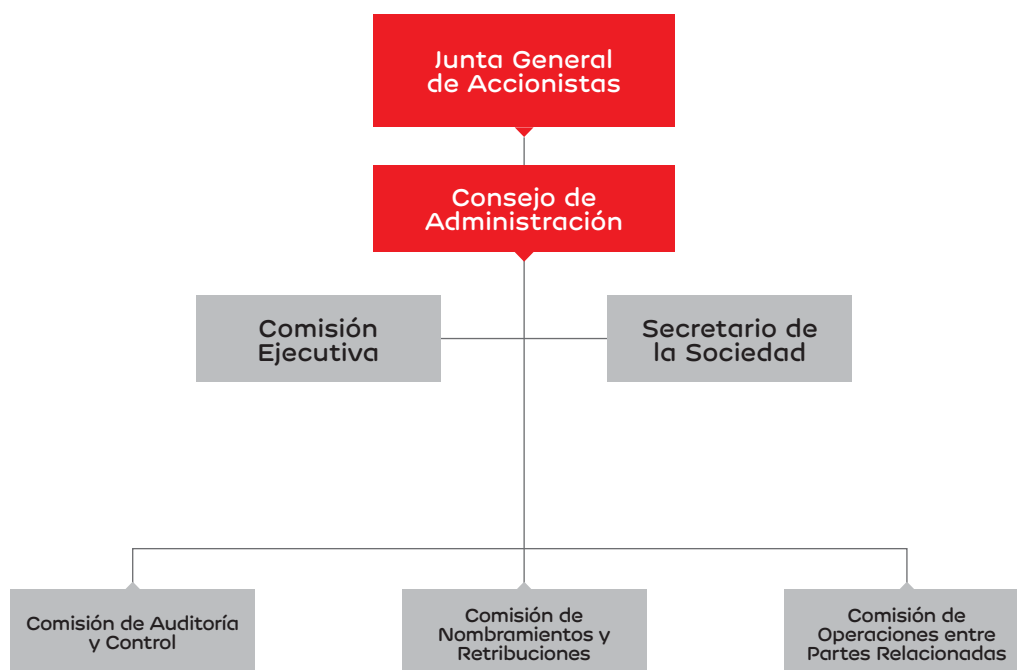 Junta General
de Accionistas
Consejo de
Administración
Comisión
Ejecutiva
Secretario de
la Sociedad
Comisión de Auditoría
y Control
Comisión de
Nombramientos y
Retribuciones
Comisión de
Operaciones entre
Partes Relacionadas